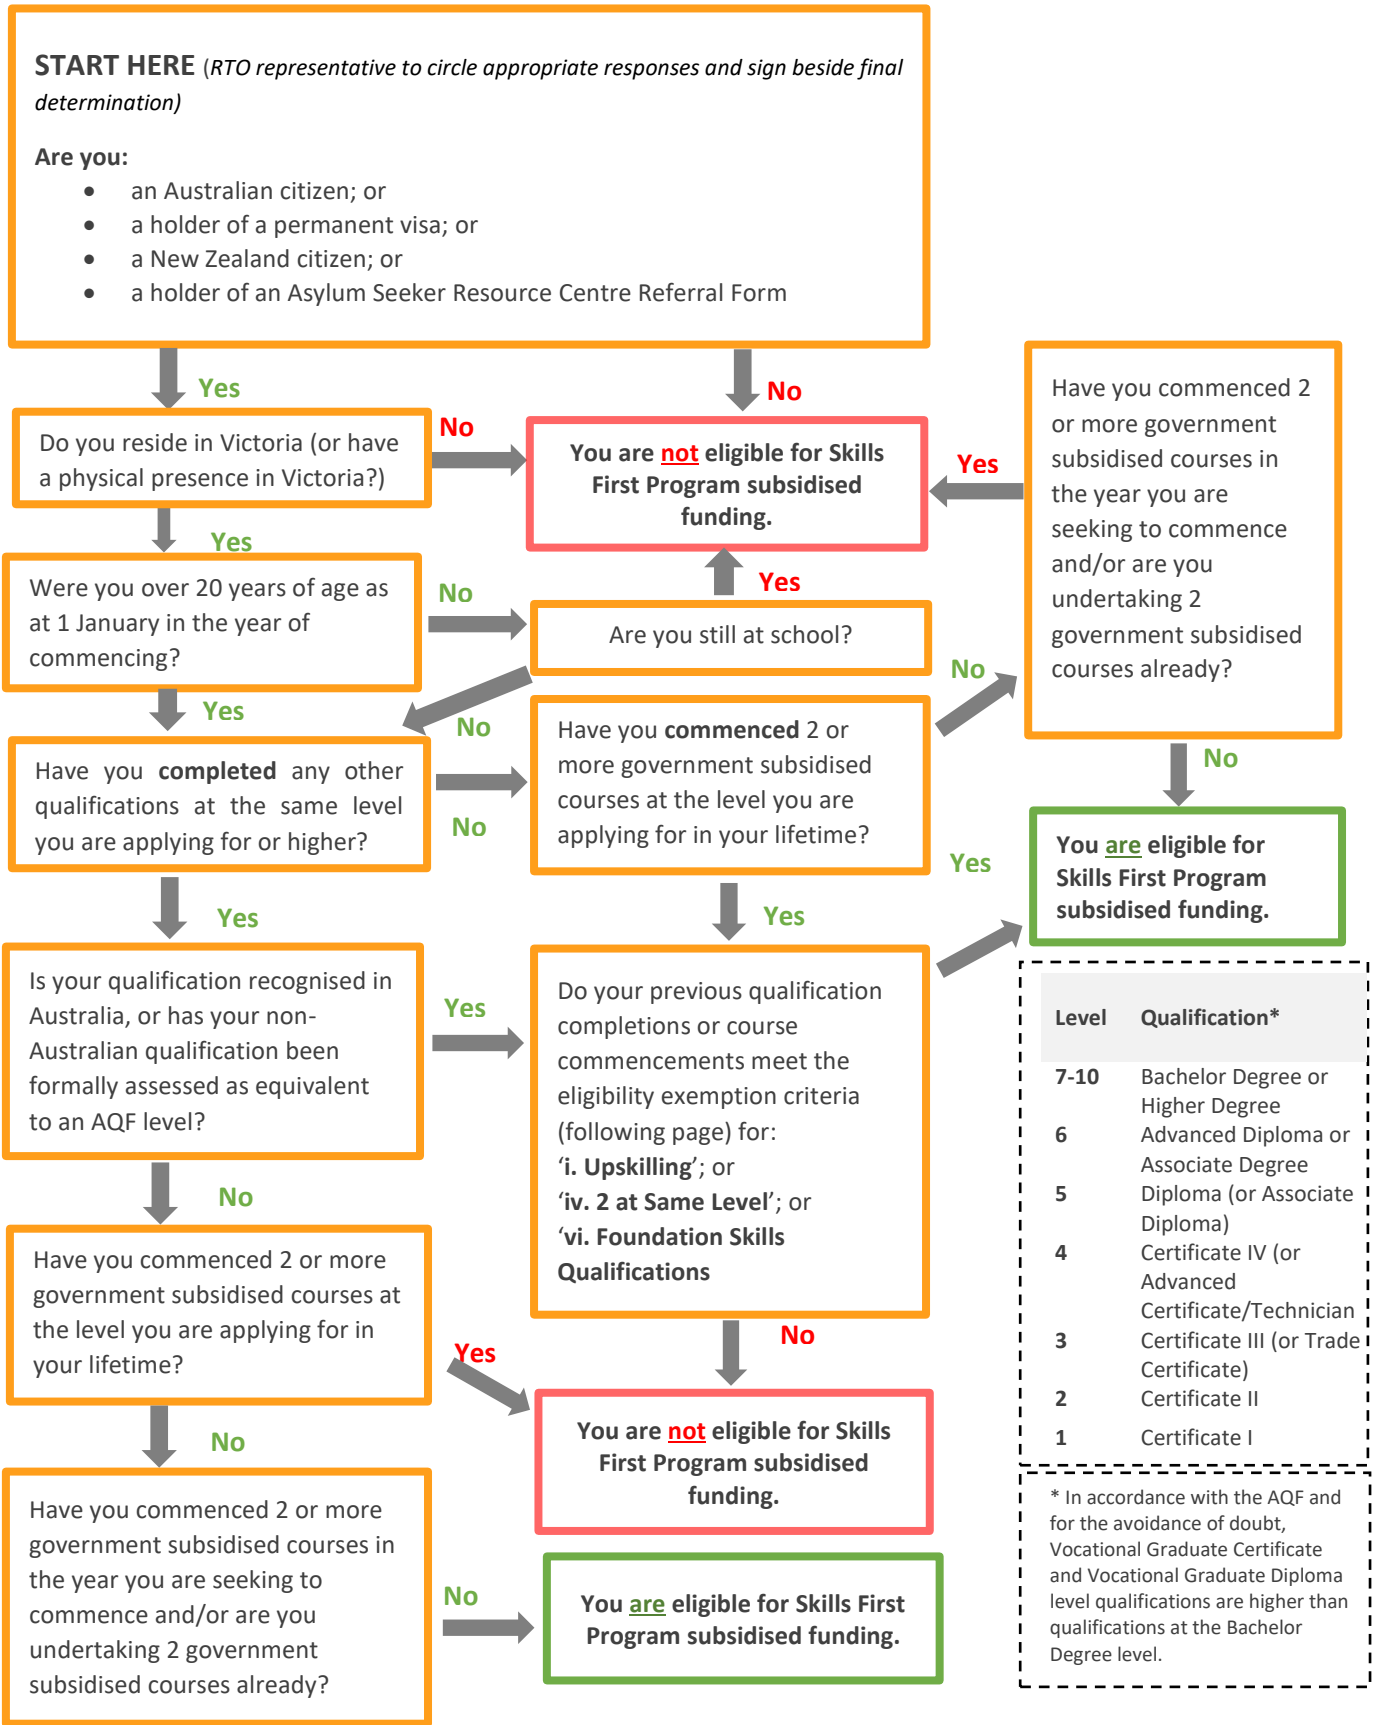 START HERE (RTO representative to circle appropriate responses and sign beside final
determination)
Are you:
• an Australian citizen; or
• a holder of a permanent visa; or
• a New Zealand citizen; or
• a holder of an Asylum Seeker Resource Centre Referral Form
Yes
No
Do you reside in Victoria (or have
a physical presence in Victoria?)
No
You are not eligible for Skills
First Program subsidised
funding.
Yes
Have you commenced 2
or more government
subsidised courses in
the year you are
seeking to commence
and/or are you
undertaking 2
government subsidised
courses already?
Yes
Were you over 20 years of age as
at 1 January in the year of
commencing?
No
Yes
Are you still at school?
Yes
No
Have you completed any other
qualifications at the same level
you are applying for or higher?
No
Have you commenced 2 or
more government subsidised
courses at the level you are
applying for in your lifetime?
No
No
You are eligible for
Skills First Program
subsidised funding.
Yes
Yes
Yes
Is your qualification recognised in
Australia, or has your non-
Australian qualification been
formally assessed as equivalent
to an AQF level?
Yes
Do your previous qualification
completions or course
commencements meet the
eligibility exemption criteria
(following page) for:
‘i. Upskilling’; or
‘iv. 2 at Same Level’; or
‘vi. Foundation Skills
Qualifications
No
No
Have you commenced 2 or more
government subsidised courses at
the level you are applying for in
your lifetime?
Yes
You are not eligible for Skills
First Program subsidised
funding.
No
Have you commenced 2 or more
government subsidised courses in
the year you are seeking to
commence and/or are you
undertaking 2 government
subsidised courses already?
No
You are eligible for Skills First
Program subsidised funding.
Level Qualification*
7-10 Bachelor Degree or
Higher Degree
6 Advanced Diploma or
Associate Degree
5 Diploma (or Associate
Diploma)
4 Certificate IV (or
Advanced
Certificate/Technician
3 Certificate III (or Trade
Certificate)
2 Certificate II
1 Certificate I
* In accordance with the AQF and
for the avoidance of doubt,
Vocational Graduate Certificate
and Vocational Graduate Diploma
level qualifications are higher than
qualifications at the Bachelor
Degree level.